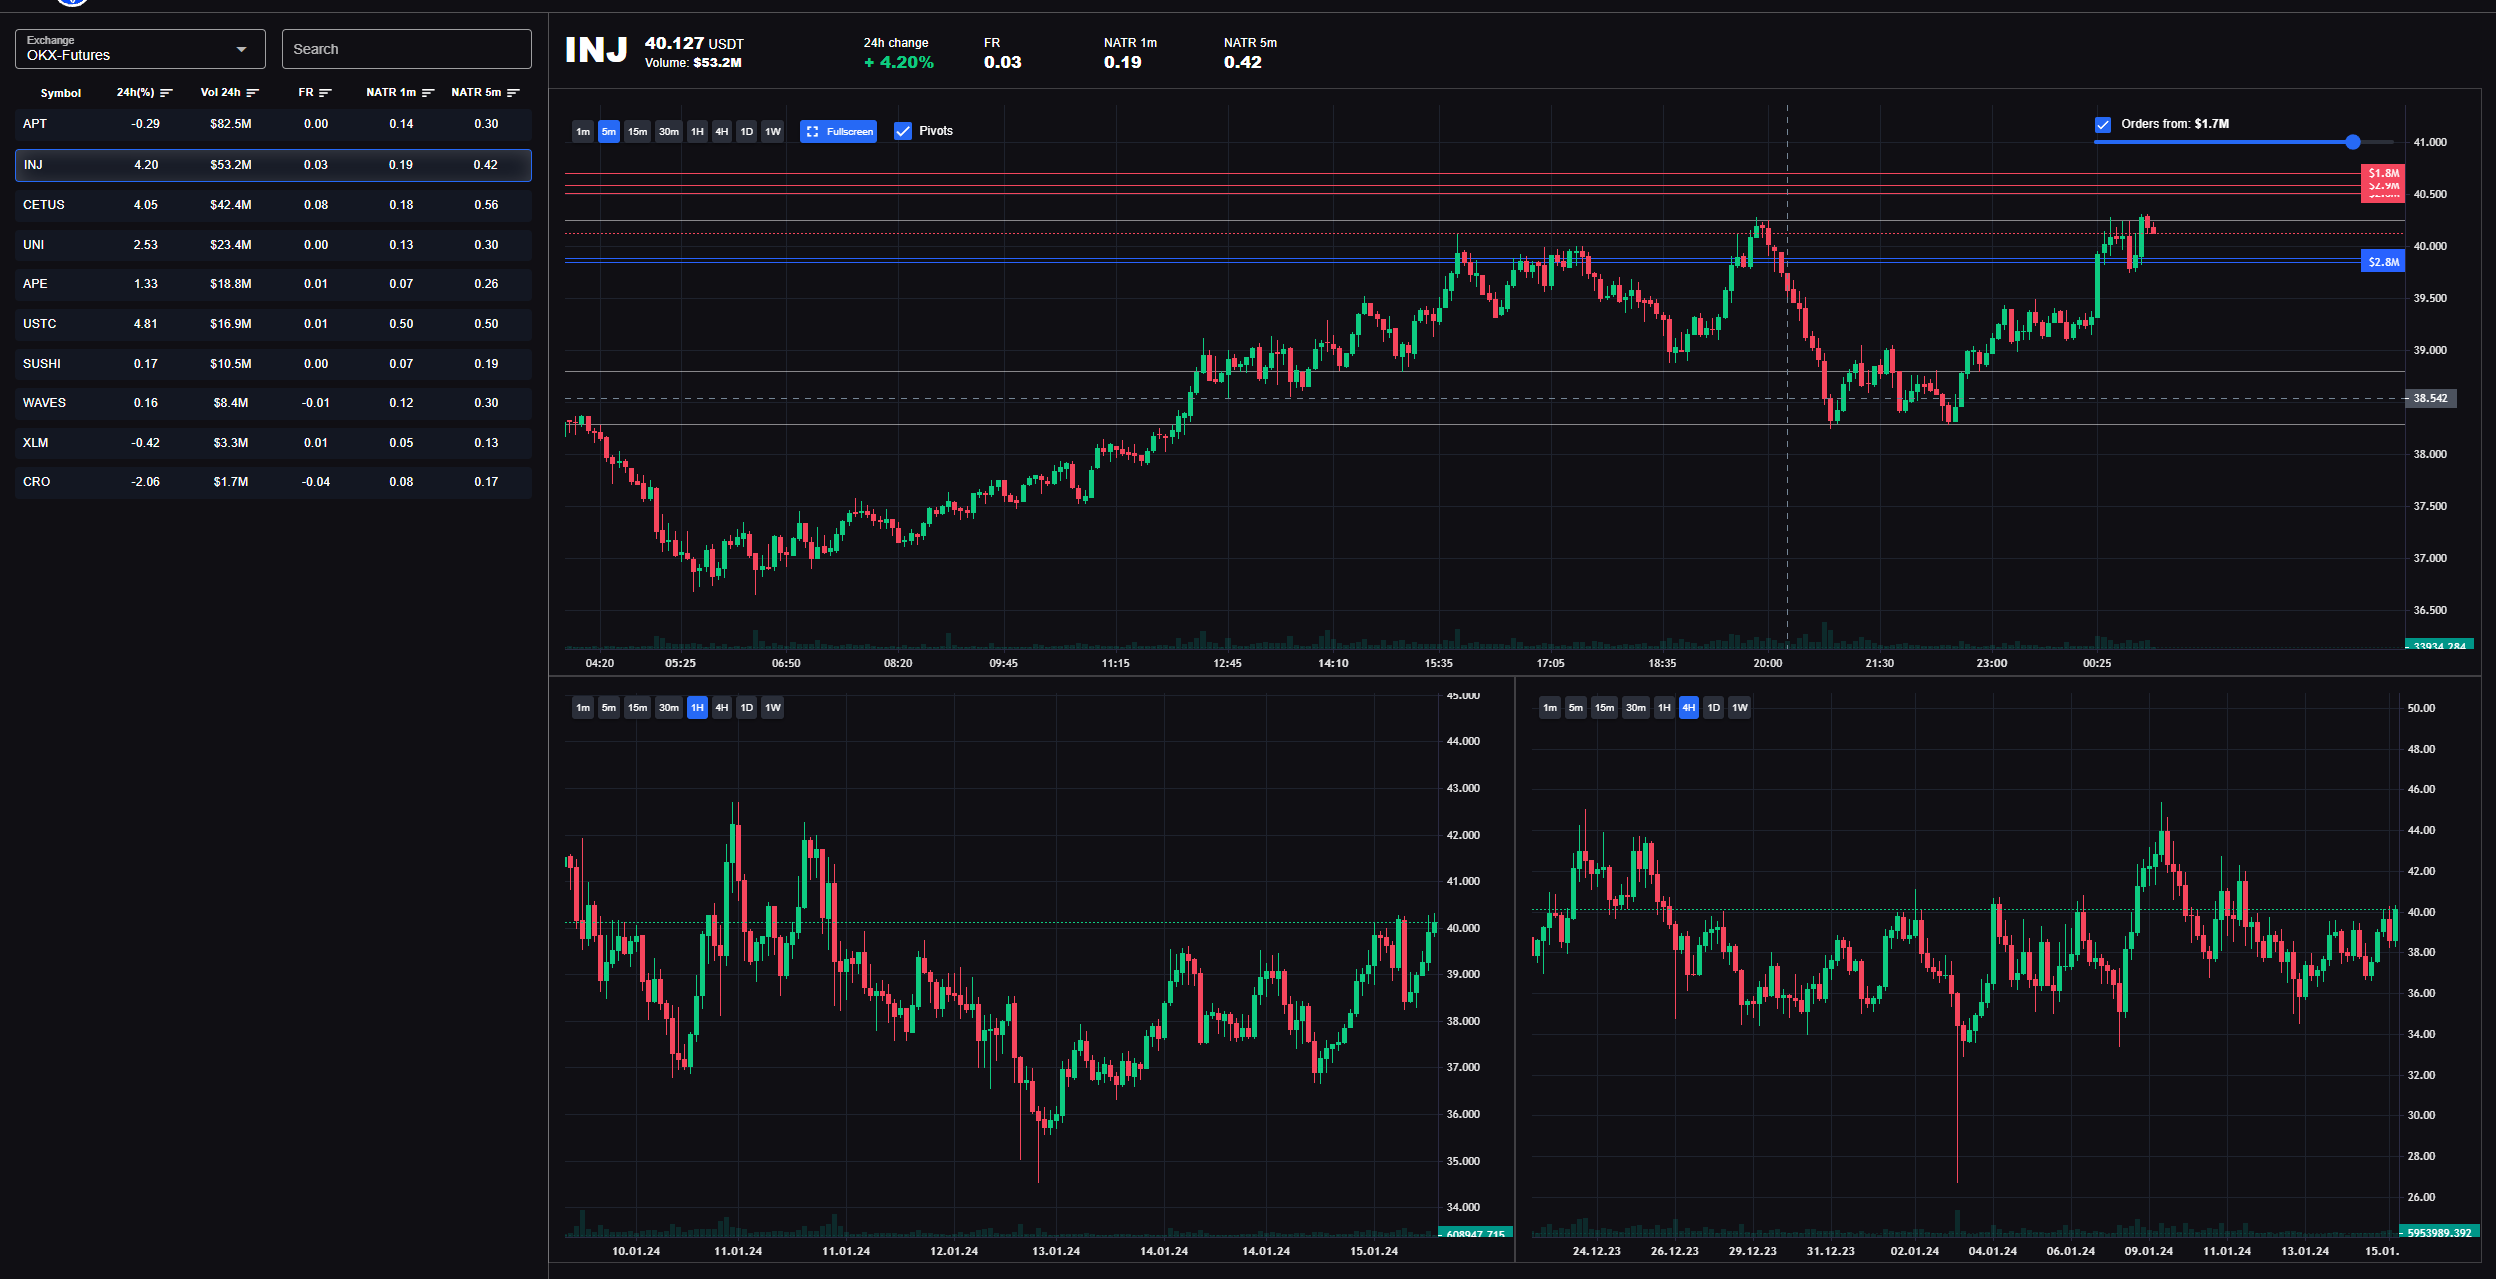 Exchange
OKX-Futures
Search
Symbol 24h(%) Vol 24h FR NATR 1m NATR 5m
APT -0.29 $82.5M 0.00 0.14 0.30
INJ 4.20 $53.2M 0.03 0.19 0.42
CETUS 4.05 $42.4M 0.08 0.18 0.56
UNI 2.53 $23.4M 0.00 0.13 0.30
APE 1.33 $18.8M 0.01 0.07 0.26
USTC 4.81 $16.9M 0.01 0.50 0.50
SUSHI 0.17 $10.5M 0.00 0.07 0.19
WAVES 0.16 $8.4M -0.01 0.12 0.30
XLM -0.42 $3.3M 0.01 0.05 0.13
CRO -2.06 $1.7M -0.04 0.08 0.17
INJ 40.127 USDT
Volume: $53.2M
24h change
+ 4.20%
FR
0.03
NATR 1m
0.19
NATR 5m
0.42
1m 5m 15m 30m 1H 4H 1D 1W Fullscreen Pivots
Orders from: $1.7M
41.000
$1.8M
$2.9M
40.500
40.000
$2.8M
39.500
39.000
38.542
38.000
37.500
37.000
36.500
33934.284
04:20 05:25 06:50 08:20 09:45 11:15 12:45 14:10 15:35 17:05 18:35 20:00 21:30 23:00 00:25
1m 5m 15m 30m 1H 4H 1D 1W
45.000
44.000
43.000
42.000
41.000
40.000
39.000
38.000
37.000
36.000
35.000
34.000
608947.715
10.01.24 11.01.24 11.01.24 12.01.24 13.01.24 14.01.24 14.01.24 15.01.24
1m 5m 15m 30m 1H 4H 1D 1W
50.00
48.00
46.00
44.00
42.00
40.00
38.00
36.00
34.00
32.00
30.00
28.00
26.00
5953989.392
24.12.23 26.12.23 29.12.23 31.12.23 02.01.24 04.01.24 06.01.24 09.01.24 11.01.24 13.01.24 15.01.